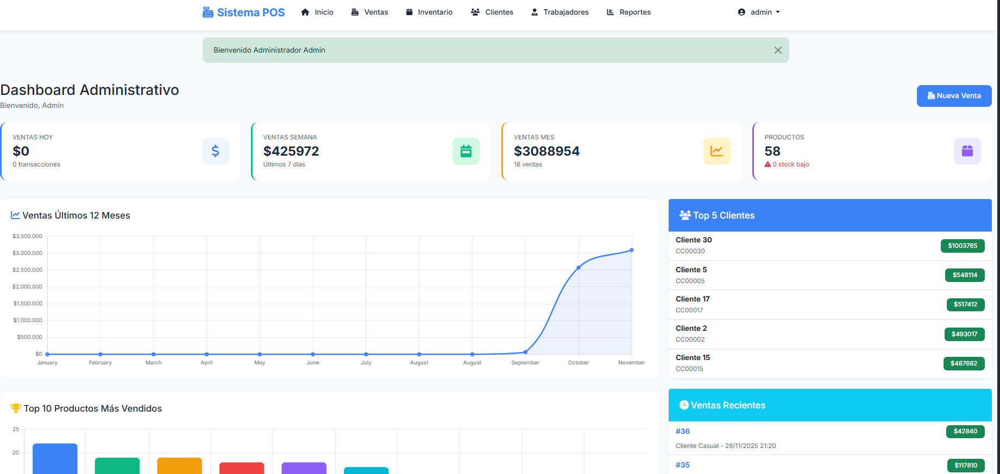 Sistema POS
Inicio
Ventas
Inventario
Clientes
Trabajadores
Reportes
admin
Bienvenido Administrador Admin
Dashboard Administrativo
Bienvenido, Admin
Nueva Venta
VENTAS HOY
$0
0 transacciones
VENTAS SEMANA
$425972
Últimos 7 días
VENTAS MES
$3088954
18 ventas
PRODUCTOS
58
0 stock bajo
Ventas Últimos 12 Meses
$3.500.000
$3.000.000
$2.500.000
$2.000.000
$1.500.000
$1.000.000
$500.000
$0
January
February
March
April
May
June
July
August
August
September
October
November
Top 5 Clientes
Cliente 30
CC00030
$1003765
Cliente 5
CC00005
$548114
Cliente 17
CC00017
$517412
Cliente 2
CC00002
$493017
Cliente 15
CC00015
$487662
Top 10 Productos Más Vendidos
25
20
Ventas Recientes
#36
$42840
Cliente Casual - 26/11/2025 21:20
#35
$117810